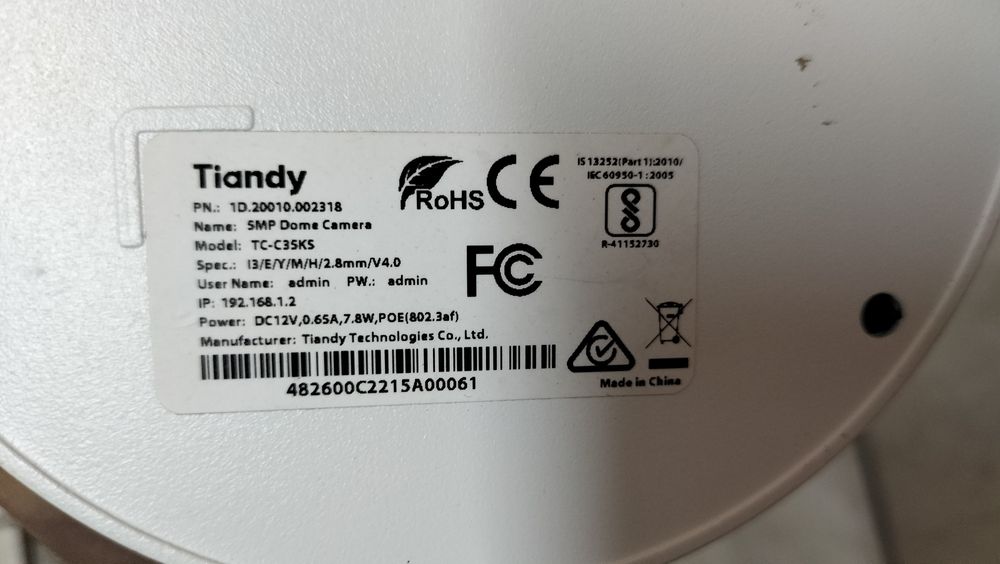 Tiandy
PN.: 1D.20010.002318
Name: 5MP Dome Camera
Model: TC-C35KS
Spec.: I3/E/Y/M/H/2.8mm/V4.0
User Name: admin PW.: admin
IP: 192.168.1.2
Power: DC12V,0.65A,7.8W,POE(802.3af)
Manufacturer: Tiandy Technologies Co., Ltd.
482600C2215A00061
RoHS CE
FC
IS 13252(Part 1):2010/
IEC 60950-1 :2005
R-41152730
Made in China